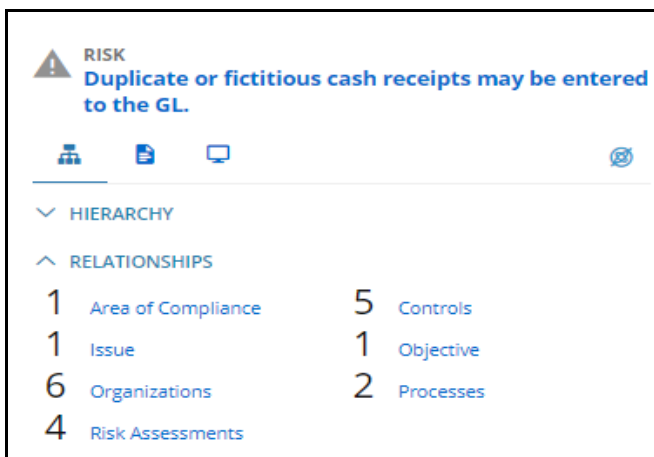 RISK
Duplicate or fictitious cash receipts may be entered
to the GL.
HIERARCHY
RELATIONSHIPS
1 Area of Compliance 5 Controls
1 Issue 1 Objective
6 Organizations 2 Processes
4 Risk Assessments